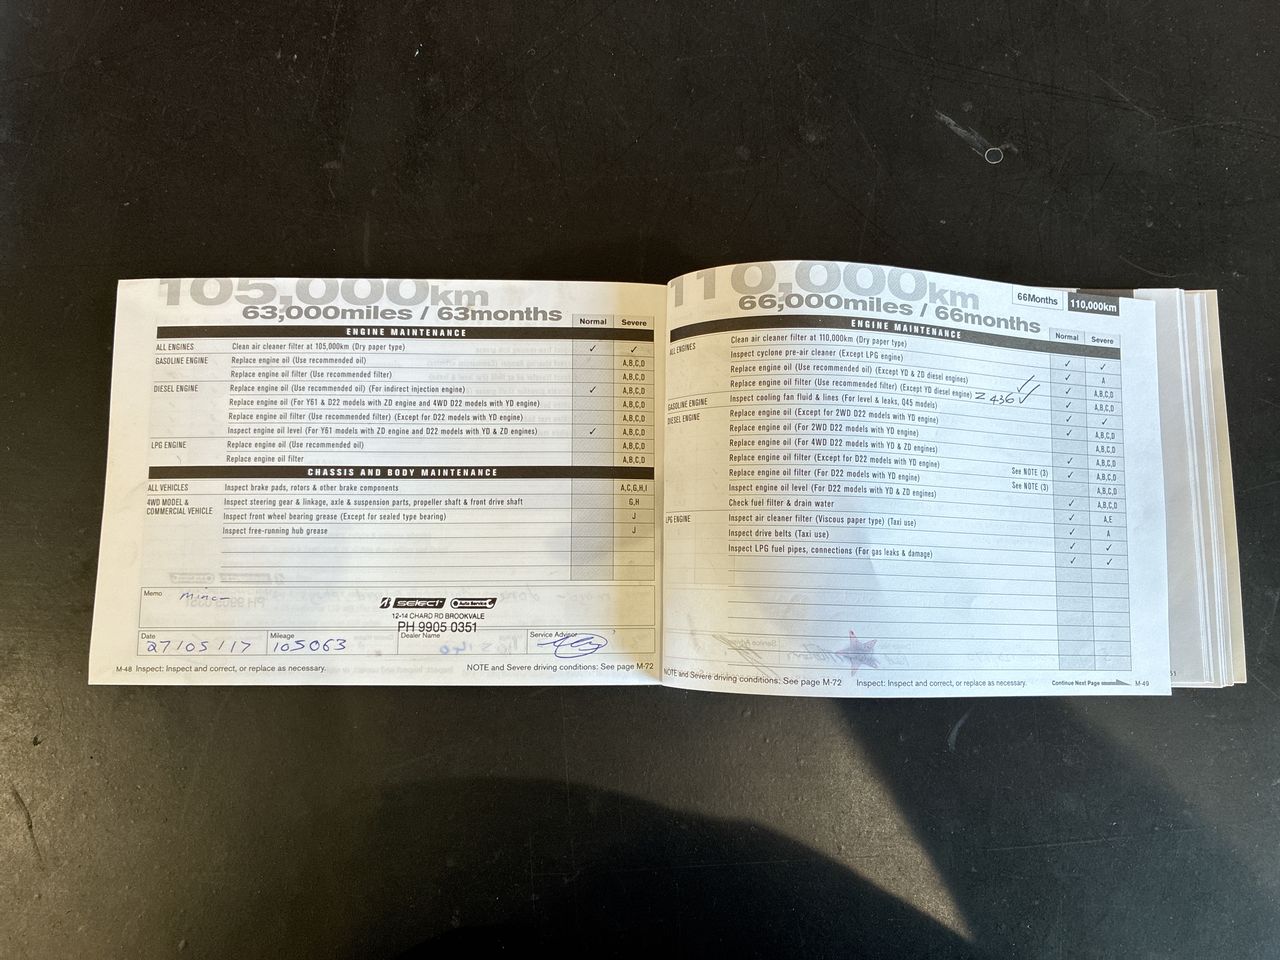 105,000km
63,000miles / 63months
Normal Severe
ENGINE MAINTENANCE
ALL ENGINES Clean air cleaner filter at 105,000km (Dry paper type) ✓ ✓
GASOLINE ENGINE Replace engine oil (Use recommended oil) A,B,C,D
Replace engine oil filter (Use recommended filter) A,B,C,D
DIESEL ENGINE Replace engine oil (Use recommended oil) (For indirect injection engine) ✓ A,B,C,D
Replace engine oil (For Y61 & D22 models with ZD engine and 4WD D22 models with YD engine) A,B,C,D
Replace engine oil filter (Use recommended filter) (Except for D22 models with YD engine) A,B,C,D
Inspect engine oil level (For Y61 models with ZD engine and D22 models with YD & ZD engines) ✓ A,B,C,D
LPG ENGINE Replace engine oil (Use recommended oil) A,B,C,D
Replace engine oil filter A,B,C,D
CHASSIS AND BODY MAINTENANCE
ALL VEHICLES Inspect brake pads, rotors & other brake components A,C,G,H,I
4WD MODEL & COMMERCIAL VEHICLE Inspect steering gear & linkage, axle & suspension parts, propeller shaft & front drive shaft G,H
Inspect front wheel bearing grease (Except for sealed type bearing) J
Inspect free-running hub grease J
Memo
select Auto Service
12-14 CHARD RD BROOKVALE
PH 9905 0351
Date 27/05/17 Mileage 105063 Dealer Name Service Advisor
M-48 Inspect: Inspect and correct, or replace as necessary. NOTE and Severe driving conditions: See page M-72
110,000km
66,000miles / 66months
66Months 110,000km
Normal Severe
ENGINE MAINTENANCE
ALL ENGINES Clean air cleaner filter at 110,000km (Dry paper type) ✓ ✓
Inspect cyclone pre-air cleaner (Except LPG engine) ✓ A
Replace engine oil (Use recommended oil) (Except YD & ZD diesel engines) ✓ A,B,C,D
Replace engine oil filter (Use recommended filter) (Except YD diesel engine) Z436 ✓ A,B,C,D
GASOLINE ENGINE Inspect cooling fan fluid & lines (For level & leaks, Q45 models) ✓ ✓
DIESEL ENGINE Replace engine oil (Except for 2WD D22 models with YD engine) ✓ A,B,C,D
Replace engine oil (For 2WD D22 models with YD engine) A,B,C,D
Replace engine oil (For 4WD D22 models with YD & ZD engines) ✓ A,B,C,D
Replace engine oil filter (Except for D22 models with YD engine) See NOTE (3) ✓ A,B,C,D
Replace engine oil filter (For D22 models with YD engine) See NOTE (3) A,B,C,D
Inspect engine oil level (For D22 models with YD & ZD engines) ✓ A,B,C,D
Check fuel filter & drain water ✓ A,E
LPG ENGINE Inspect air cleaner filter (Viscous paper type) (Taxi use) ✓ A
Inspect drive belts (Taxi use) ✓ ✓
Inspect LPG fuel pipes, connections (For gas leaks & damage) ✓ ✓
NOTE and Severe driving conditions: See page M-72 Inspect: Inspect and correct, or replace as necessary. Continue Next Page M-49